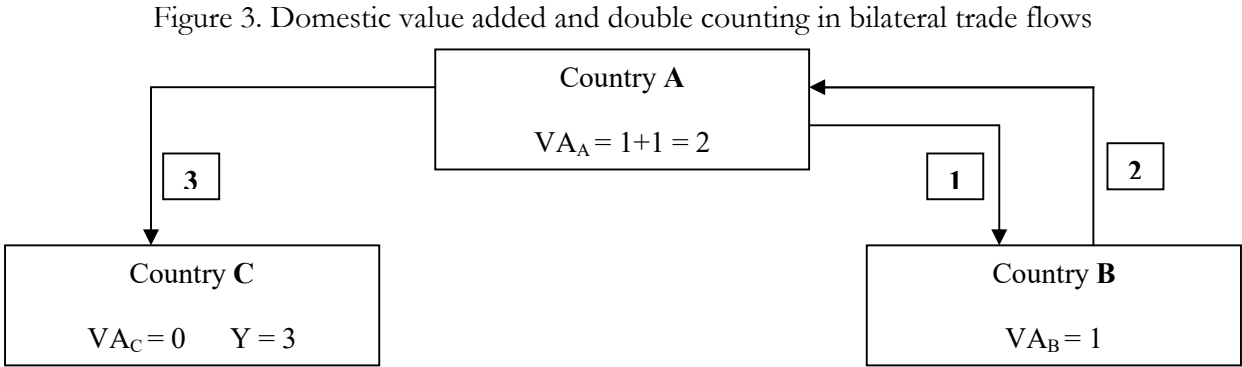 Figure 3. Domestic value added and double counting in bilateral trade flows
Country A
VA_A = 1+1 = 2
3
1
2
Country C
VA_C = 0 Y = 3
Country B
VA_B = 1